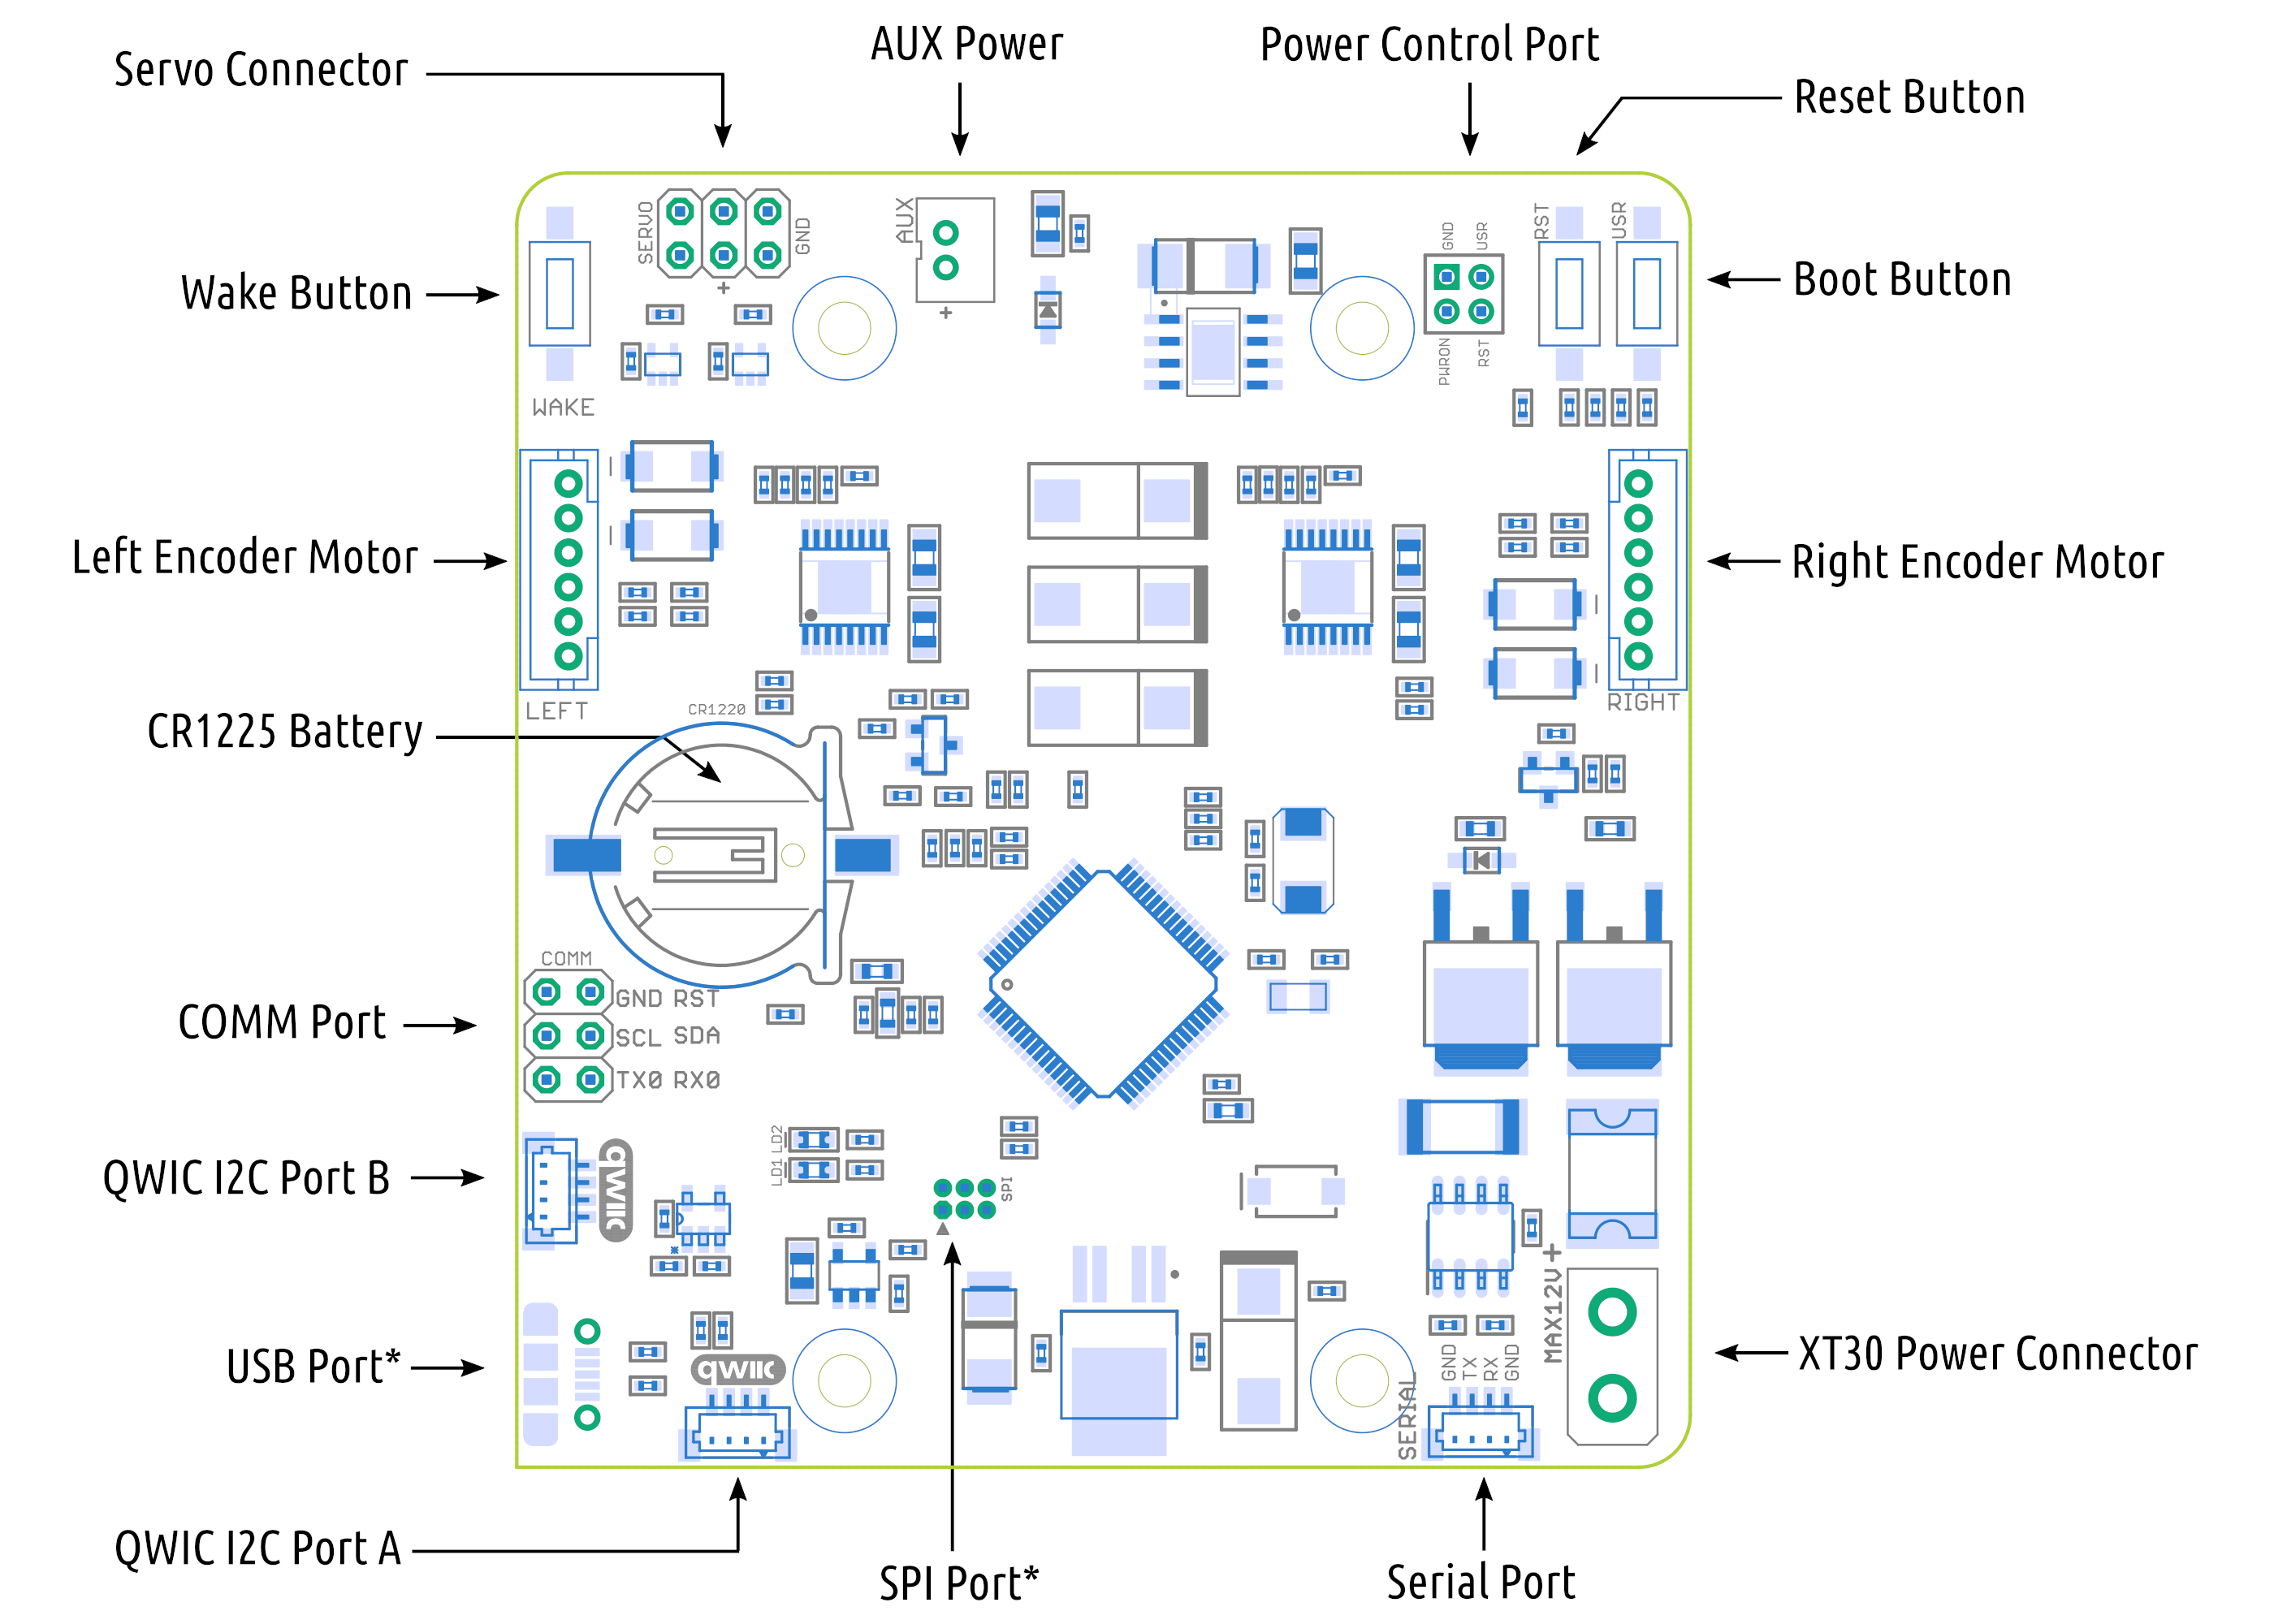 AUX Power
Power Control Port
Servo Connector
Reset Button
SERVO
GND
+
AUX
+
GND
USR
PWRON
RST
RST
USR
Wake Button
Boot Button
WAKE
Left Encoder Motor
Right Encoder Motor
LEFT
RIGHT
CR1225 Battery
CR1220
COMM
COMM Port
GND RST
SCL SDA
TX0 RX0
LD1 LD2
QWIC I2C Port B
qwiic
SPI
MAX12V+
USB Port*
qwiic
XT30 Power Connector
GND
TX
RX
GND
SERIAL
QWIC I2C Port A
SPI Port*
Serial Port